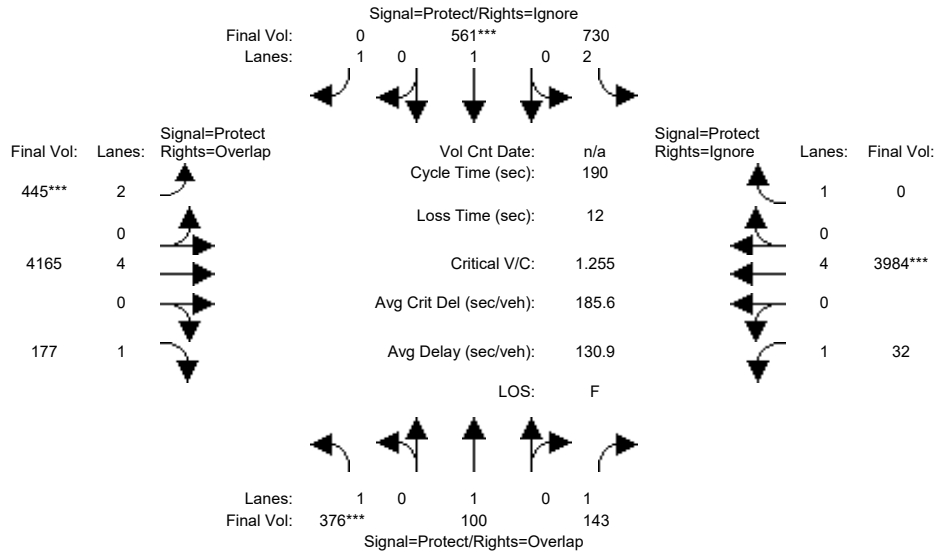 Signal=Protect/Rights=Ignore
Final Vol: 0 561*** 730
Lanes: 1 0 1 0 2
Signal=Protect Signal=Protect
Final Vol: Lanes: Rights=Overlap Vol Cnt Date: n/a Rights=Ignore Lanes: Final Vol:
Cycle Time (sec): 190
445*** 2 1 0
Loss Time (sec): 12
0 0
4165 4 Critical V/C: 1.255 4 3984***
0 Avg Crit Del (sec/veh): 185.6 0
177 1 Avg Delay (sec/veh): 130.9 1 32
LOS: F
Lanes: 1 0 1 0 1
Final Vol: 376*** 100 143
Signal=Protect/Rights=Overlap